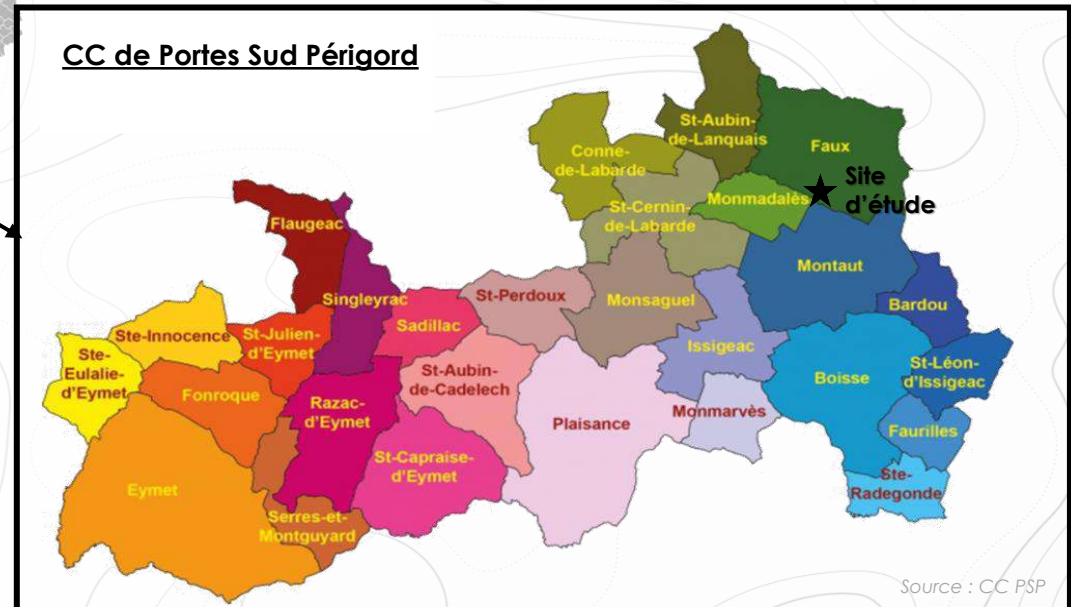 CC de Portes Sud Périgord
St-Aubin-
de-Lanquais
Faux
Conne-
de-Labarde
Site
d'étude
Monmadalès
St-Cernin-
de-Labarde
Flaugeac
Montaut
Singleyrac
St-Perdoux
Monsaguel
Bardou
Ste-Innocence
St-Julien-
d'Eymet
Sadillac
Issigeac
Ste-
Eulalie-
d'Eymet
St-Aubin-
de-Cadelech
Boisse
St-Léon-
d'Issigeac
Fonroque
Razac-
d'Eymet
Plaisance
Monmarvès
Faurilles
St-Capraise-
d'Eymet
Eymet
Ste-
Radegonde
Serres-et-
Montguyard
Source : CC PSP